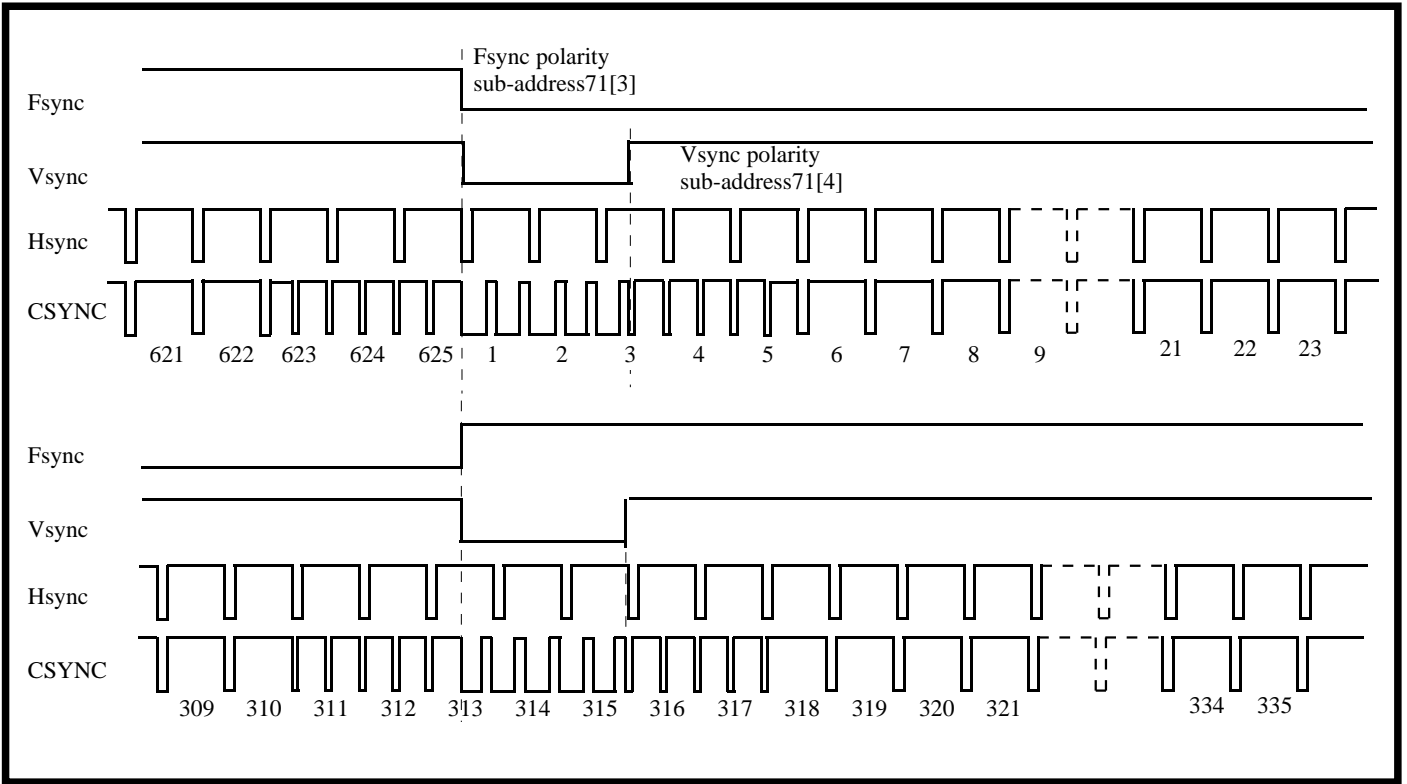 Fsync polarity
sub-address71[3]
Fsync
Vsync polarity
sub-address71[4]
Vsync
Hsync
CSYNC
621 622 623 624 625 1 2 3 4 5 6 7 8 9 21 22 23
Fsync
Vsync
Hsync
CSYNC
309 310 311 312 313 314 315 316 317 318 319 320 321 334 335